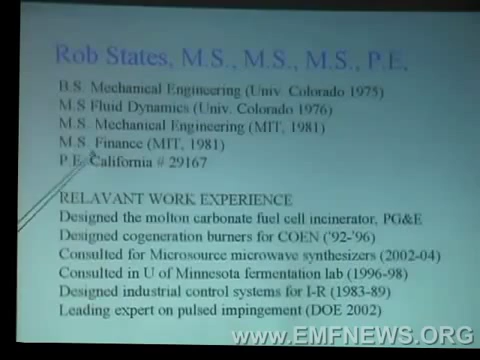 Rob States, M.S., M.S., M.S., P.E.
B.S. Mechanical Engineering (Univ. Colorado 1975)
M.S Fluid Dynamics (Univ. Colorado 1976)
M.S. Mechanical Engineering (MIT, 1981)
M.S. Finance (MIT, 1981)
P.E. California # 29167
RELAVANT WORK EXPERIENCE
Designed the molton carbonate fuel cell incinerator, PG&E
Designed cogeneration burners for COEN ('92-'96)
Consulted for Microsource microwave synthesizers (2002-04)
Consulted in U of Minnesota fermentation lab (1996-98)
Designed industrial control systems for I-R (1983-89)
Leading expert on pulsed impingement (DOE 2002)
www.EMFNEWS.ORG